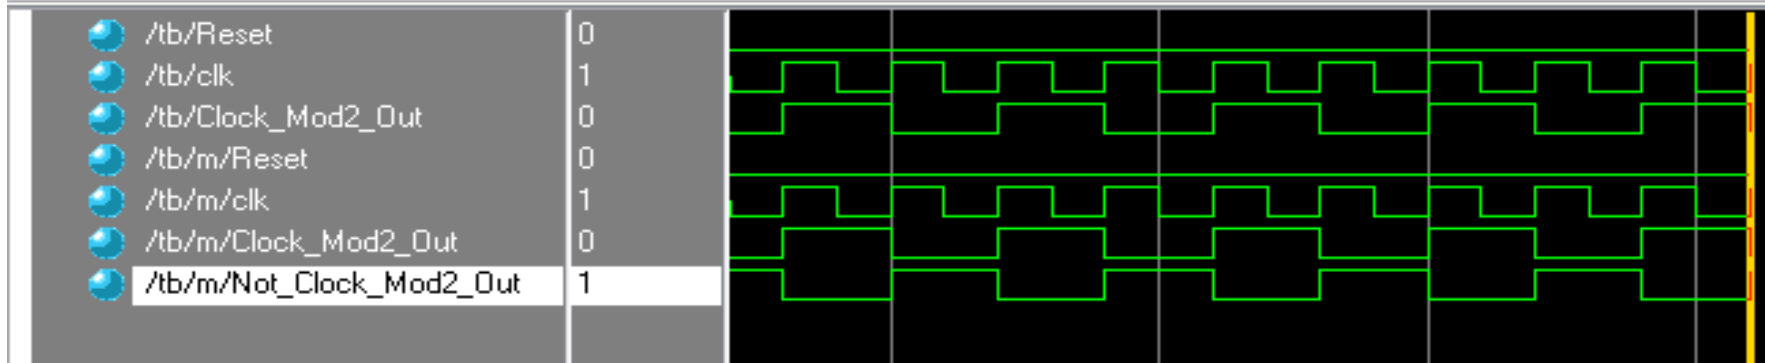 /tb/Reset 0
/tb/clk 1
/tb/Clock_Mod2_Out 0
/tb/m/Reset 0
/tb/m/clk 1
/tb/m/Clock_Mod2_Out 0
/tb/m/Not_Clock_Mod2_Out 1